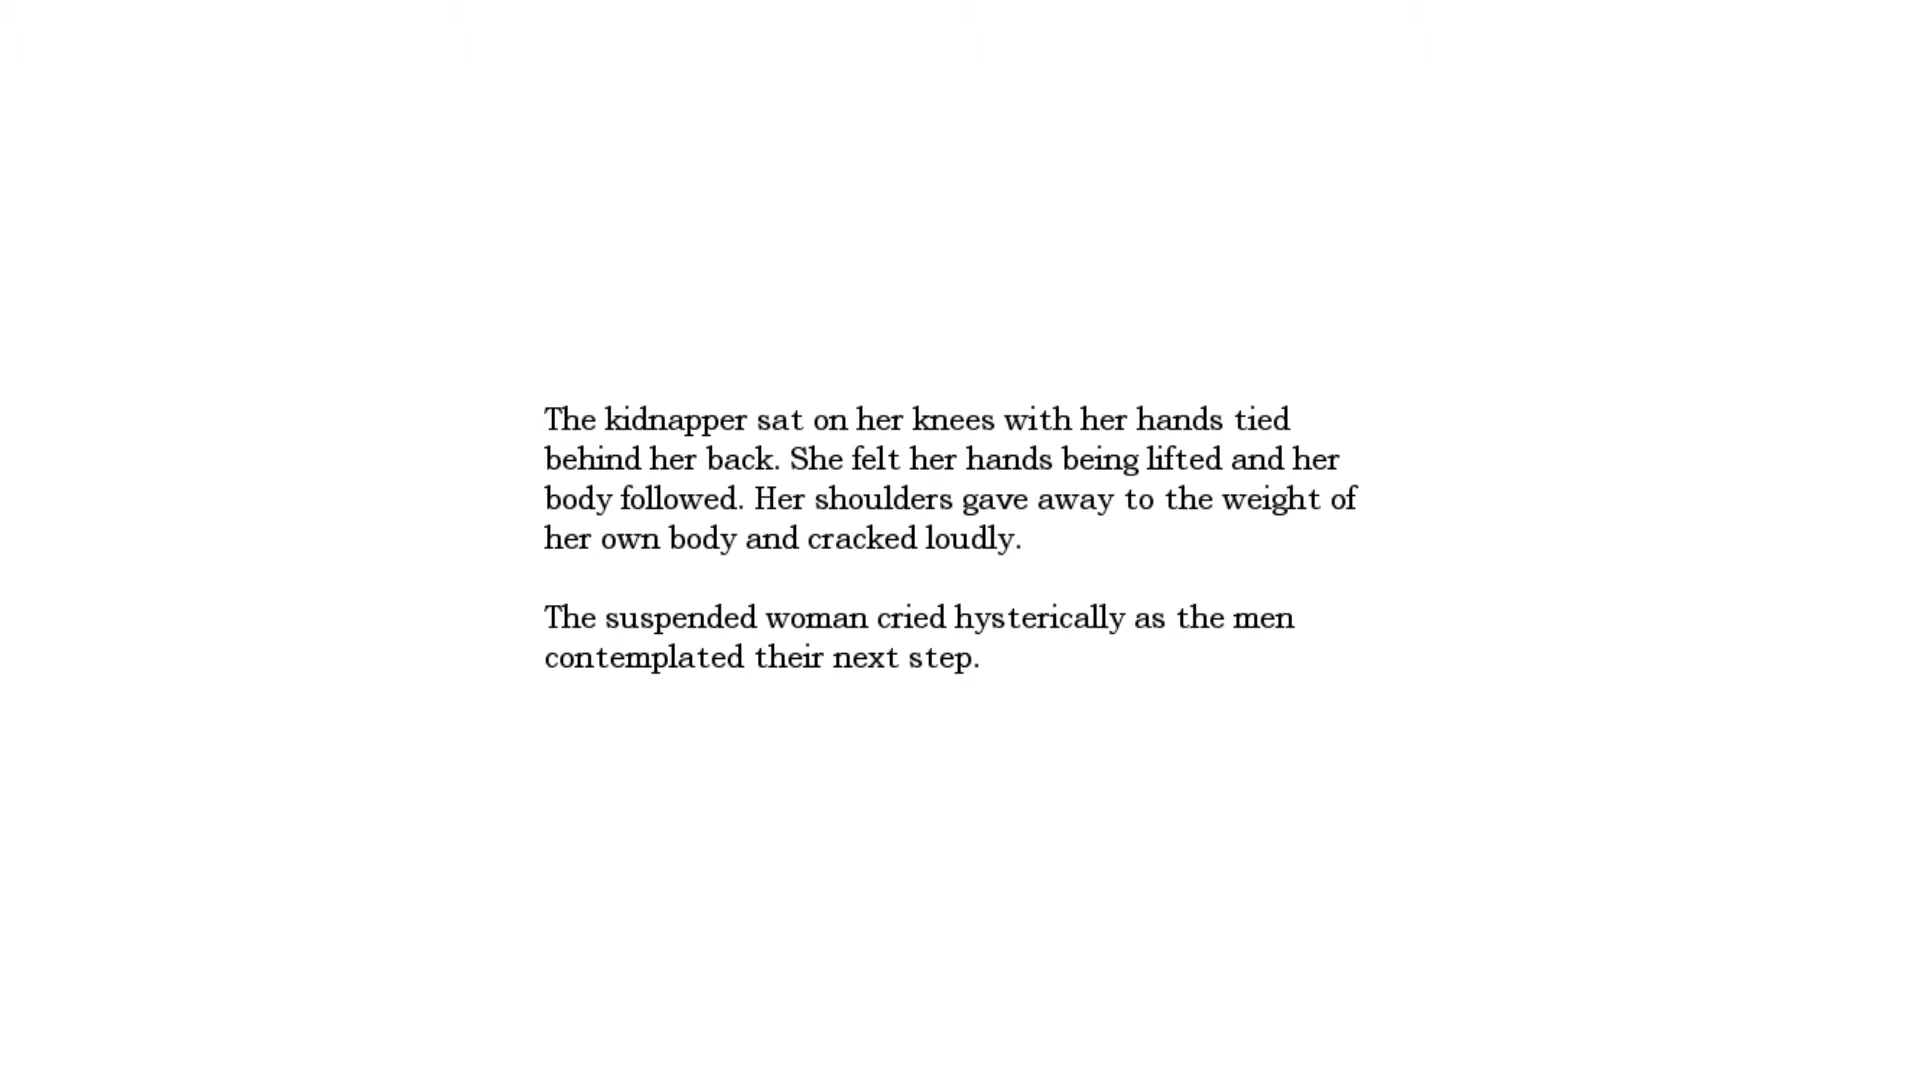 The kidnapper sat on her knees with her hands tied
behind her back. She felt her hands being lifted and her
body followed. Her shoulders gave away to the weight of
her own body and cracked loudly.
The suspended woman cried hysterically as the men
contemplated their next step.